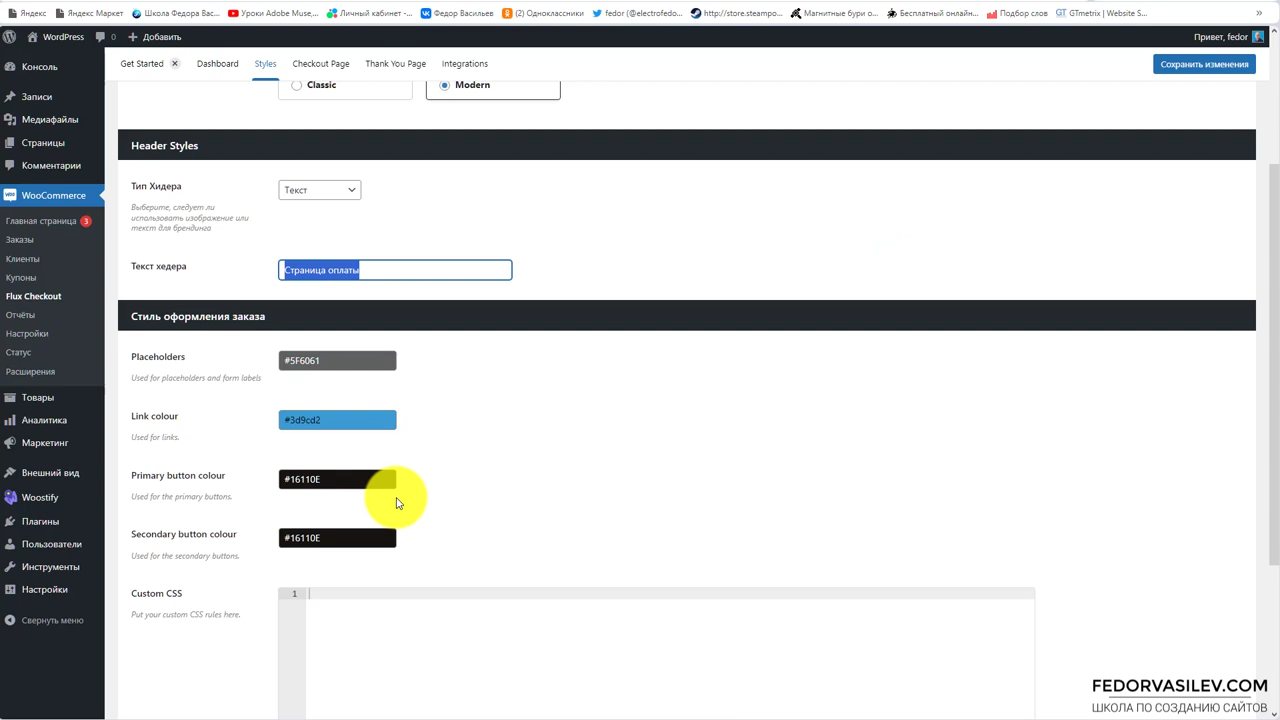 Яндекс
Яндекс Маркет
Школа Федора Вас...
Уроки Adobe Muse,...
Личный кабинет -...
Федор Васильев
(2) Одноклассники
fedor (@electrofedo...
http://store.steampo...
Магнитные бури о...
Бесплатный онлайн...
Подбор слов
GTmetrix | Website S...
»
WordPress
0
Добавить
Привет, fedor
Консоль
Записи
Медиафайлы
Страницы
Комментарии
WooCommerce
Главная страница 3
Заказы
Клиенты
Купоны
Flux Checkout
Отчёты
Настройки
Статус
Расширения
Товары
Аналитика
Маркетинг
Внешний вид
Woostify
Плагины
Пользователи
Инструменты
Настройки
Свернуть меню
Get Started
Dashboard
Styles
Checkout Page
Thank You Page
Integrations
Сохранить изменения
Classic
Modern
Header Styles
Тип Хидера
Текст
Выберите, следует ли
использовать изображение или
текст для брендинга
Текст хедера
Страница оплаты
Стиль оформления заказа
Placeholders
#5F6061
Used for placeholders and form labels
Link colour
#3d9cd2
Used for links.
Primary button colour
#16110E
Used for the primary buttons.
Secondary button colour
#16110E
Used for the secondary buttons.
Custom CSS
1
Put your custom CSS rules here.
FEDORVASILEV.COM
ШКОЛА ПО СОЗДАНИЮ САЙТОВ